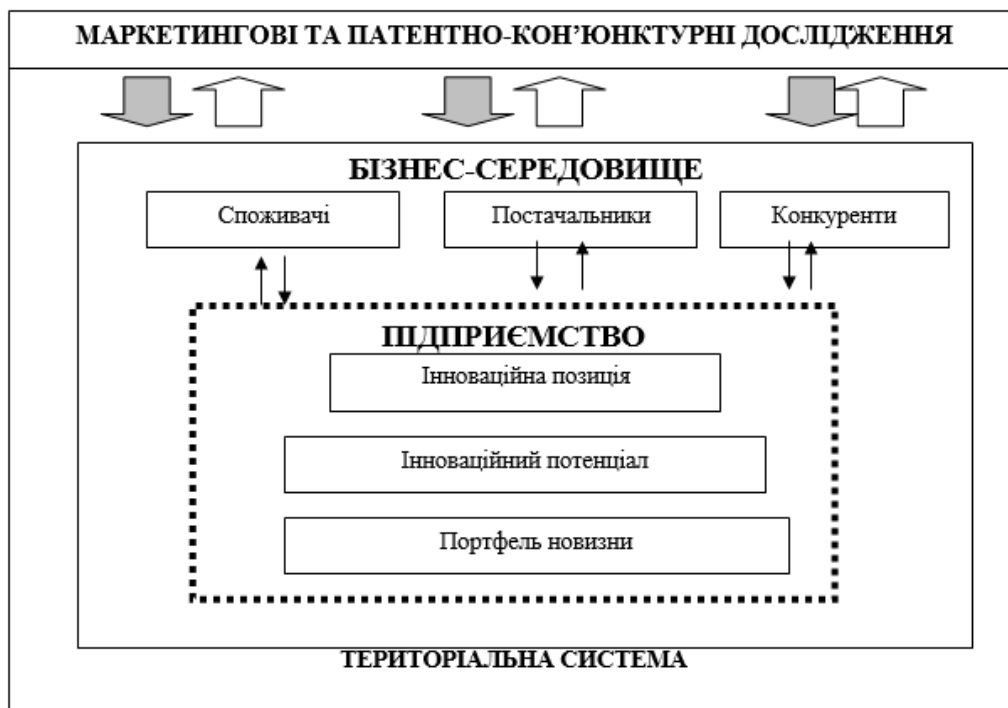 МАРКЕТИНГОВІ ТА ПАТЕНТНО-КОН’ЮНКТУРНІ ДОСЛІДЖЕННЯ
БІЗНЕС-СЕРЕДОВИЩЕ
Споживачі
Постачальники
Конкуренти
ПІДПРИЄМСТВО
Інноваційна позиція
Інноваційний потенціал
Портфель новизни
ТЕРИТОРІАЛЬНА СИСТЕМА